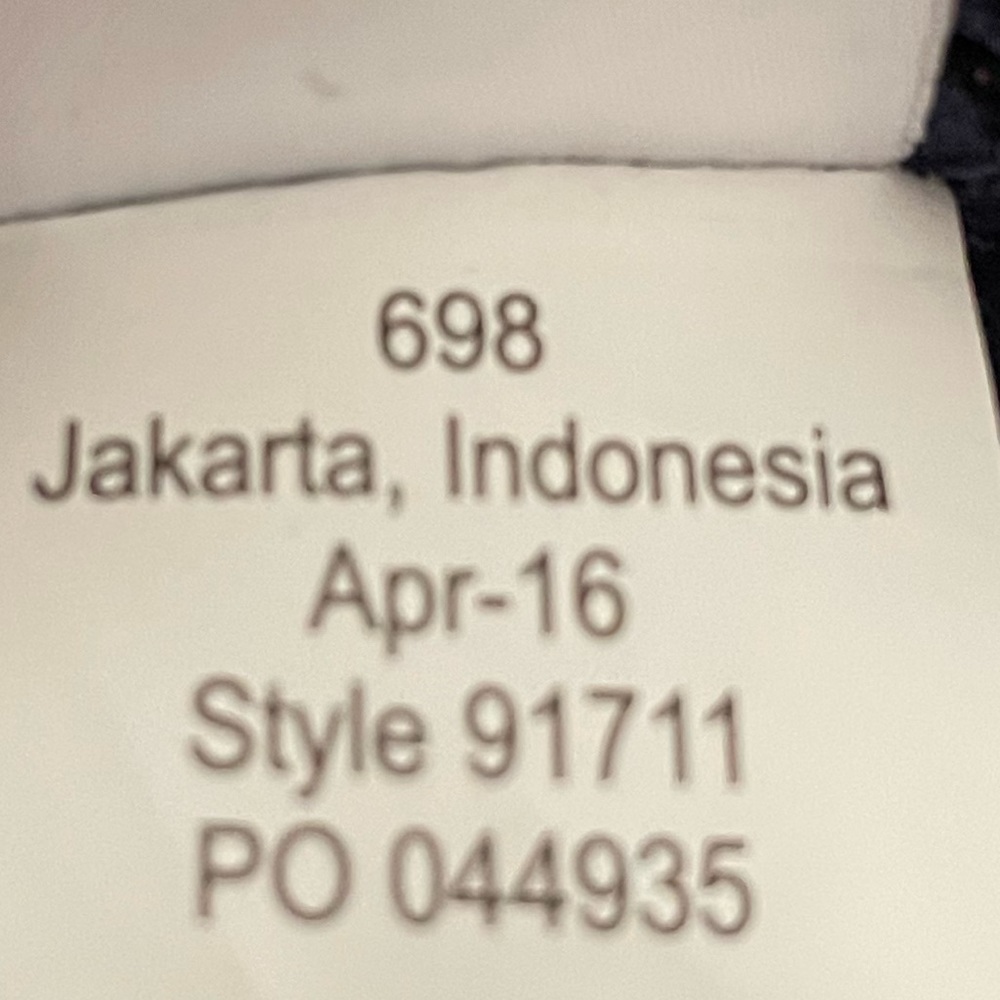 698
Jakarta, Indonesia
Apr-16
Style 91711
PO 044935